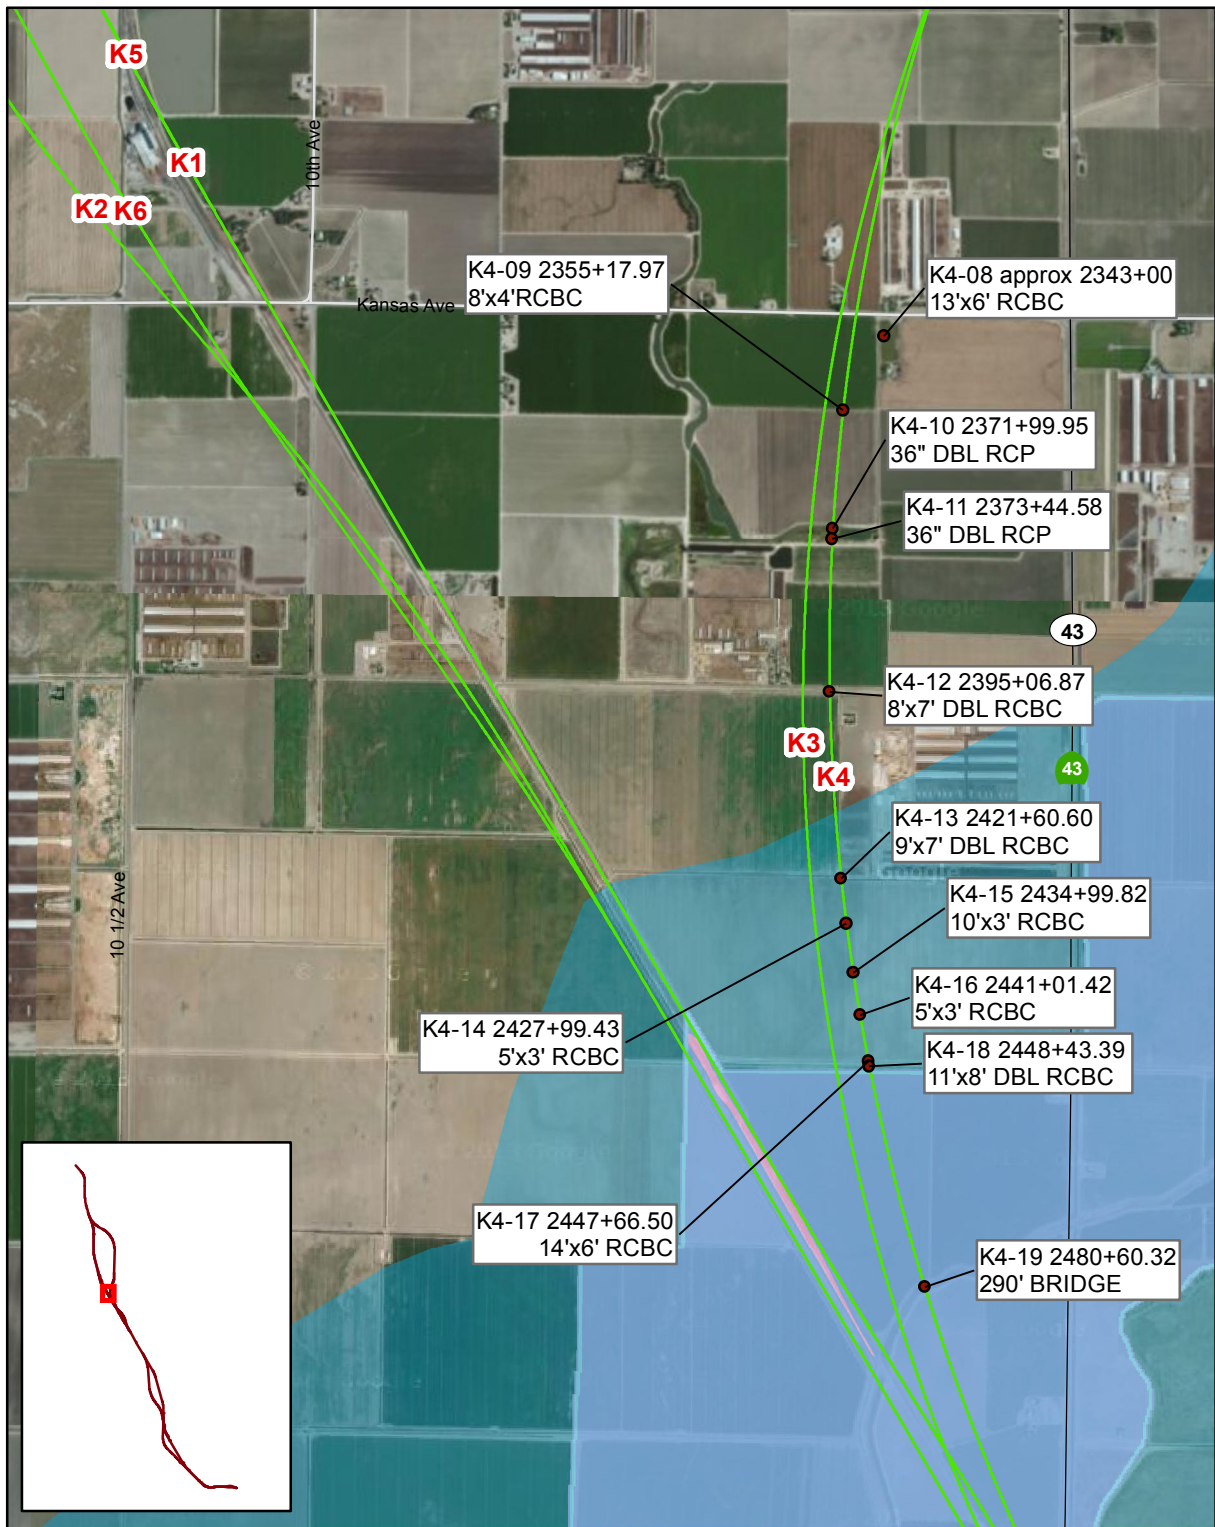 K5
K1
10th Ave
K2
K6
K4-09 2355+17.97
8'x4'RCBC
K4-08 approx 2343+00
13'x6' RCBC
Kansas Ave
K4-10 2371+99.95
36" DBL RCP
K4-11 2373+44.58
36" DBL RCP
43
K4-12 2395+06.87
8'x7' DBL RCBC
K3
K4
43
K4-13 2421+60.60
9'x7' DBL RCBC
10 1/2 Ave
K4-15 2434+99.82
10'x3' RCBC
K4-16 2441+01.42
5'x3' RCBC
K4-14 2427+99.43
5'x3' RCBC
K4-18 2448+43.39
11'x8' DBL RCBC
K4-17 2447+66.50
14'x6' RCBC
K4-19 2480+60.32
290' BRIDGE